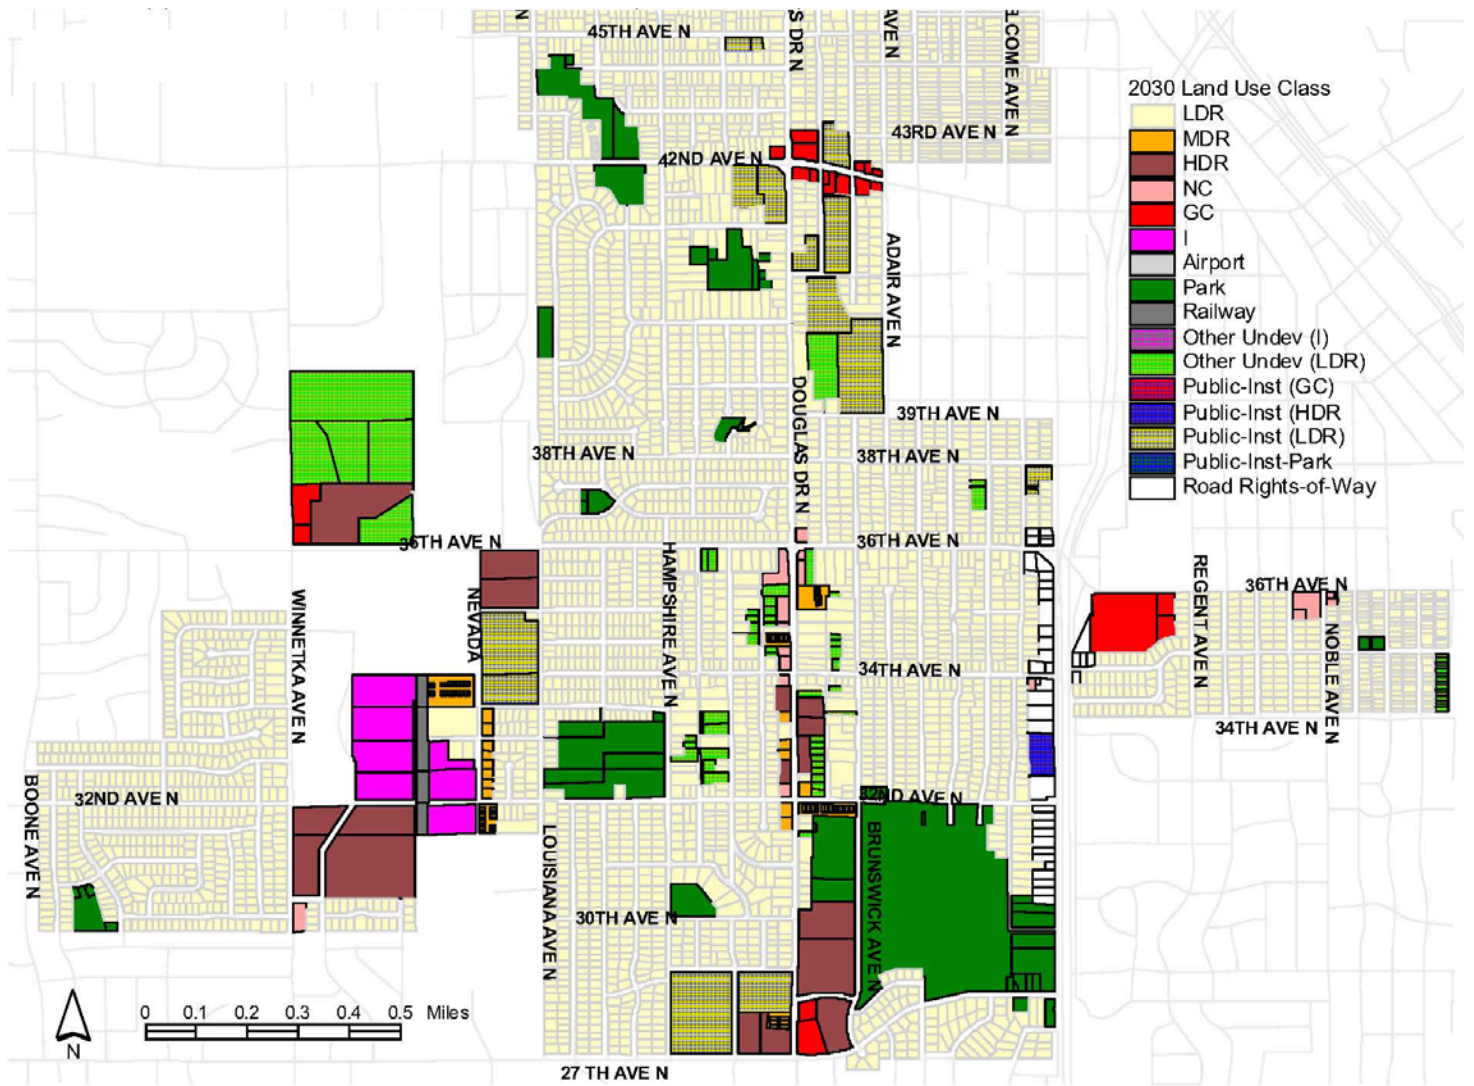 45TH AVE N
N
S DR N
AVE N
ELCOME AVE N
43RD AVE N
42ND AVE N
ADAIR AVE N
2030 Land Use Class
LDR
MDR
HDR
NC
GC
I
Airport
Park
Railway
Other Undev (I)
Other Undev (LDR)
Public-Inst (GC)
Public-Inst (HDR
Public-Inst (LDR)
Public-Inst-Park
Road Rights-of-Way
DOUGLAS DR N
39TH AVE N
38TH AVE N
38TH AVE N
36TH AVE N
36TH AVE N
36TH AVE N
HAMPSHIRE AVE N
REGENT AVE N
NOBLE AVE N
WINNETKA AVE N
NEVADA
34TH AVE N
34TH AVE N
BOONE AVE N
32ND AVE N
32ND AVE N
LOUISIANA AVE N
BRUNSWICK AVE N
30TH AVE N
0 0.1 0.2 0.3 0.4 0.5 Miles
N
27 TH AVE N